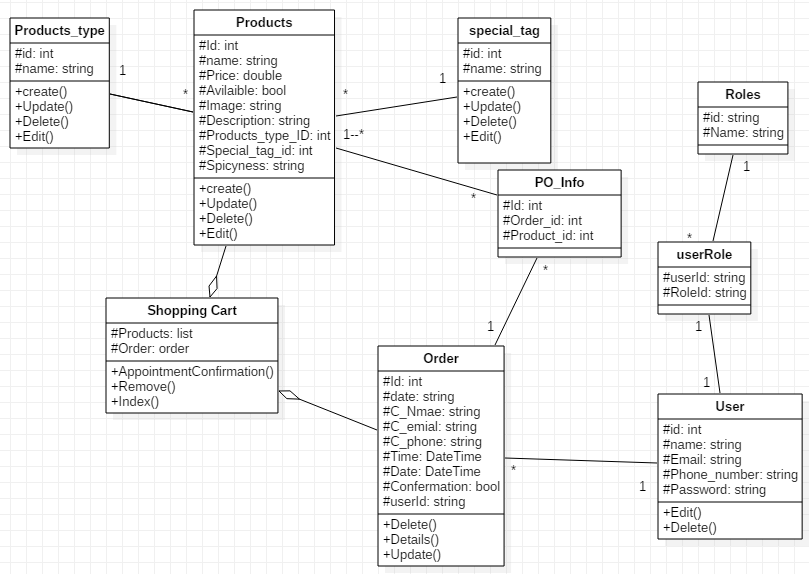 Products_type
#id: int
#name: string
+create()
+Update()
+Delete()
+Edit()
1
*
Products
#Id: int
#name: string
#Price: double
#Avilaible: bool
#Image: string
#Description: string
#Products_type_ID: int
#Special_tag_id: int
#Spicyness: string
+create()
+Update()
+Delete()
+Edit()
*
1
1--*
*
special_tag
#id: int
#name: string
+create()
+Update()
+Delete()
+Edit()
Roles
#id: string
#Name: string
1
*
PO_Info
#Id: int
#Order_id: int
#Product_id: int
*
1
userRole
#userId: string
#RoleId: string
1
1
Shopping Cart
#Products: list
#Order: order
+AppointmentConfirmation()
+Remove()
+Index()
Order
#Id: int
#date: string
#C_Nmae: string
#C_emial: string
#C_phone: string
#Time: DateTime
#Date: DateTime
#Confermation: bool
#userId: string
+Delete()
+Details()
+Update()
*
1
User
#id: int
#name: string
#Email: string
#Phone_number: string
#Password: string
+Edit()
+Delete()